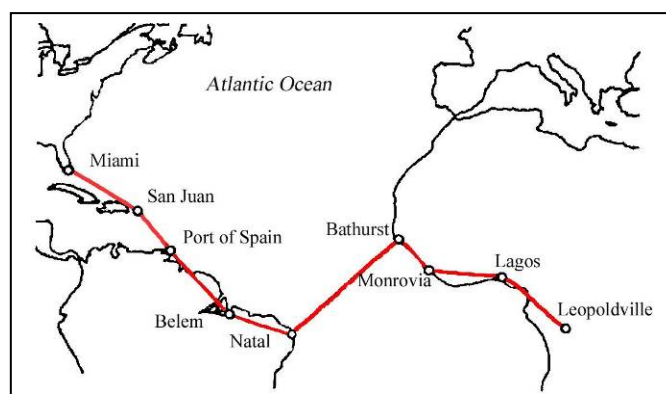 Atlantic Ocean
Miami
San Juan
Port of Spain
Belem
Natal
Bathurst
Monrovia
Lagos
Leopoldville